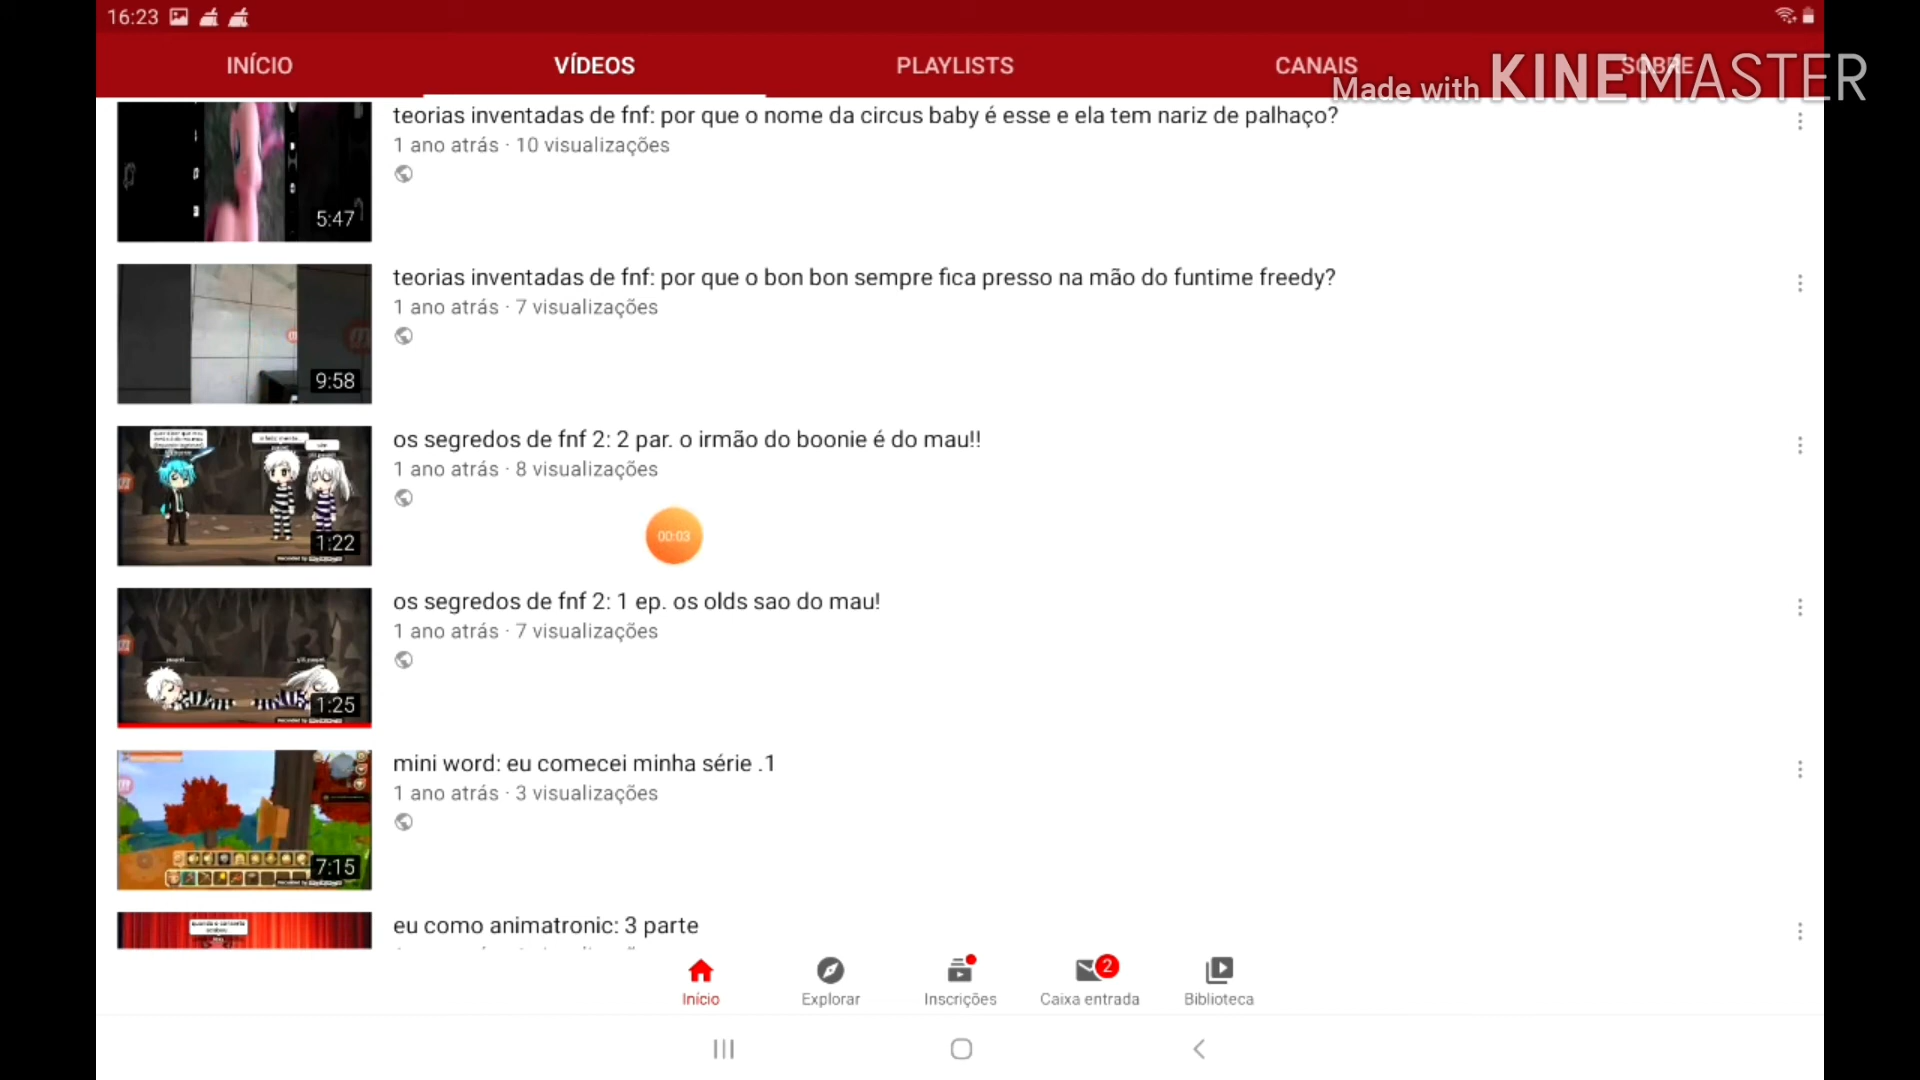 16:23
INÍCIO VÍDEOS PLAYLISTS CANAIS SOBRE
Made with KINEMASTER
teorias inventadas de fnf: por que o nome da circus baby é esse e ela tem nariz de palhaço?
1 ano atrás · 10 visualizações
5:47
teorias inventadas de fnf: por que o bon bon sempre fica presso na mão do funtime freedy?
1 ano atrás · 7 visualizações
9:58
os segredos de fnf 2: 2 par. o irmão do boonie é do mau!!
1 ano atrás · 8 visualizações
1:22
00:03
os segredos de fnf 2: 1 ep. os olds sao do mau!
1 ano atrás · 7 visualizações
1:25
mini word: eu comecei minha série .1
1 ano atrás · 3 visualizações
7:15
eu como animatronic: 3 parte
2
Início Explorar Inscrições Caixa entrada Biblioteca